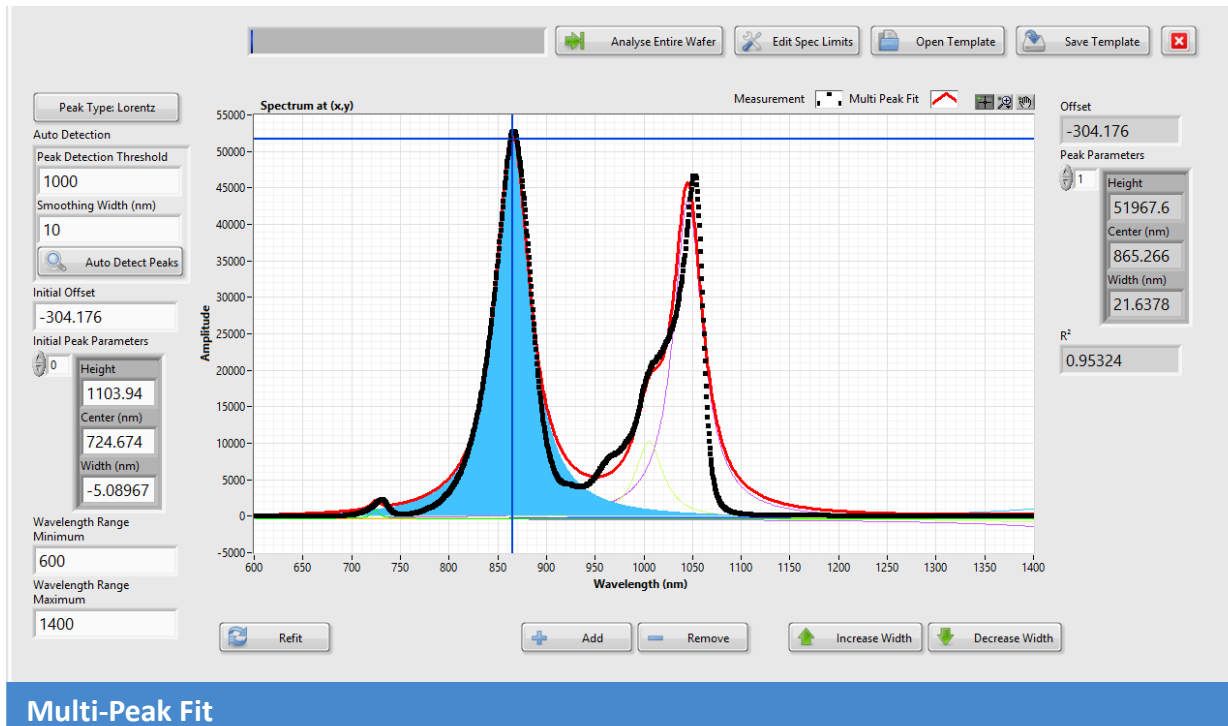 Analyse Entire Wafer
Edit Spec Limits
Open Template
Save Template
Peak Type: Lorentz
Auto Detection
Peak Detection Threshold
1000
Smoothing Width (nm)
10
Auto Detect Peaks
Initial Offset
-304.176
Initial Peak Parameters
0
Height
1103.94
Center (nm)
724.674
Width (nm)
-5.08967
Wavelength Range
Minimum
600
Wavelength Range
Maximum
1400
Spectrum at (x,y)
Measurement
Multi Peak Fit
Amplitude
55000
50000
45000
40000
35000
30000
25000
20000
15000
10000
5000
0
-5000
600 650 700 750 800 850 900 950 1000 1050 1100 1150 1200 1250 1300 1350 1400
Wavelength (nm)
Offset
-304.176
Peak Parameters
1
Height
51967.6
Center (nm)
865.266
Width (nm)
21.6378
R²
0.95324
Refit
Add
Remove
Increase Width
Decrease Width
Multi-Peak Fit